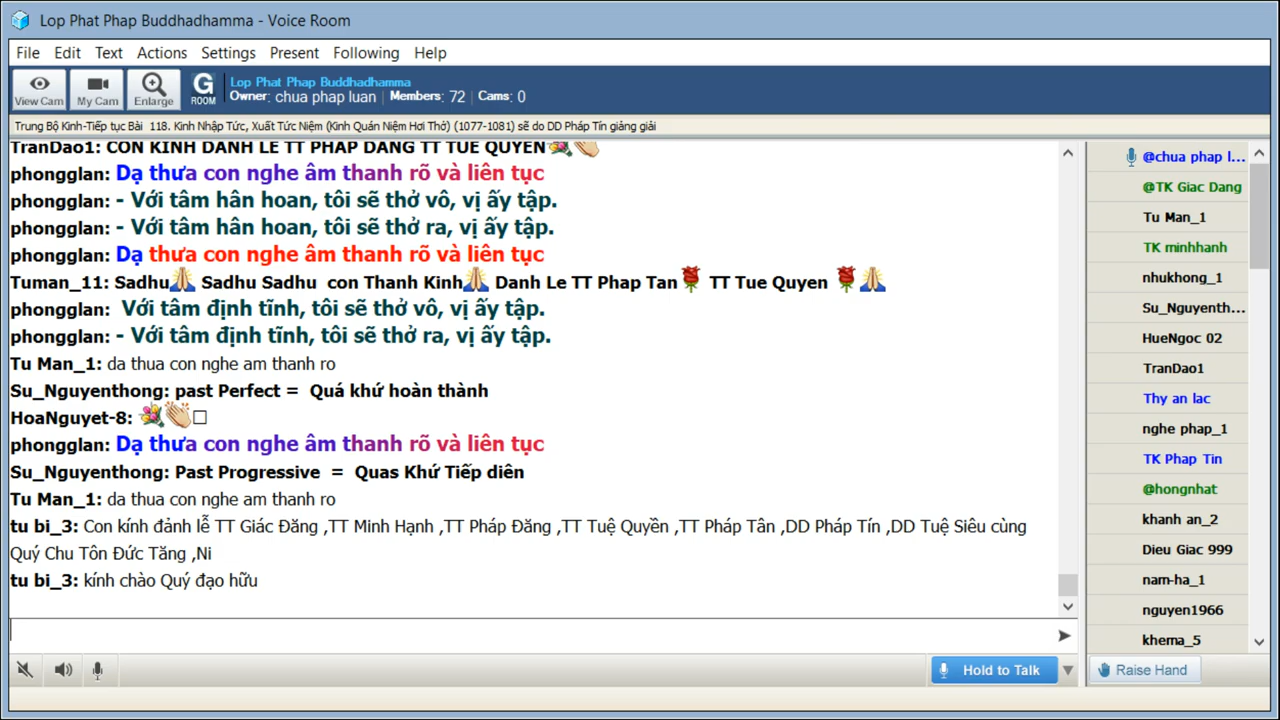 Lop Phat Phap Buddhadhamma - Voice Room
File Edit Text Actions Settings Present Following Help
View Cam My Cam Enlarge G ROOM
Lop Phat Phap Buddhadhamma
Owner: chua phap luan Members: 72 Cams: 0
Trung Bộ Kinh-Tiếp tục Bài 118. Kinh Nhập Tức, Xuất Tức Niệm (Kinh Quán Niệm Hơi Thở) (1077-1081) sẽ do DD Pháp Tín giảng giải
TranDao1: CON KINH DANH LE TT PHAP DANG TT TUE QUYEN
phongglan: Dạ thưa con nghe âm thanh rõ và liên tục
phongglan: - Với tâm hân hoan, tôi sẽ thở vô, vị ấy tập.
phongglan: - Với tâm hân hoan, tôi sẽ thở ra, vị ấy tập.
phongglan: Dạ thưa con nghe âm thanh rõ và liên tục
Tuman_11: Sadhu🙏 Sadhu Sadhu con Thanh Kinh🙏 Danh Le TT Phap Tan🌹 TT Tue Quyen 🌹🙏
phongglan: Với tâm định tĩnh, tôi sẽ thở vô, vị ấy tập.
phongglan: - Với tâm định tĩnh, tôi sẽ thở ra, vị ấy tập.
Tu Man_1: da thua con nghe am thanh ro
Su_Nguyenthong: past Perfect = Quá khứ hoàn thành
HoaNguyet-8: 💐👏□
phongglan: Dạ thưa con nghe âm thanh rõ và liên tục
Su_Nguyenthong: Past Progressive = Quas Khứ Tiếp diên
Tu Man_1: da thua con nghe am thanh ro
tu bi_3: Con kính đảnh lễ TT Giác Đăng ,TT Minh Hạnh ,TT Pháp Đăng ,TT Tuệ Quyền ,TT Pháp Tân ,DD Pháp Tín ,DD Tuệ Siêu cùng
Quý Chu Tôn Đức Tăng ,Ni
tu bi_3: kính chào Quý đạo hữu
Hold to Talk
@chua phap l...
@TK Giac Dang
Tu Man_1
TK minhhanh
nhukhong_1
Su_Nguyenth...
HueNgoc 02
TranDao1
Thy an lac
nghe phap_1
TK Phap Tin
@hongnhat
khanh an_2
Dieu Giac 999
nam-ha_1
nguyen1966
khema_5
Raise Hand